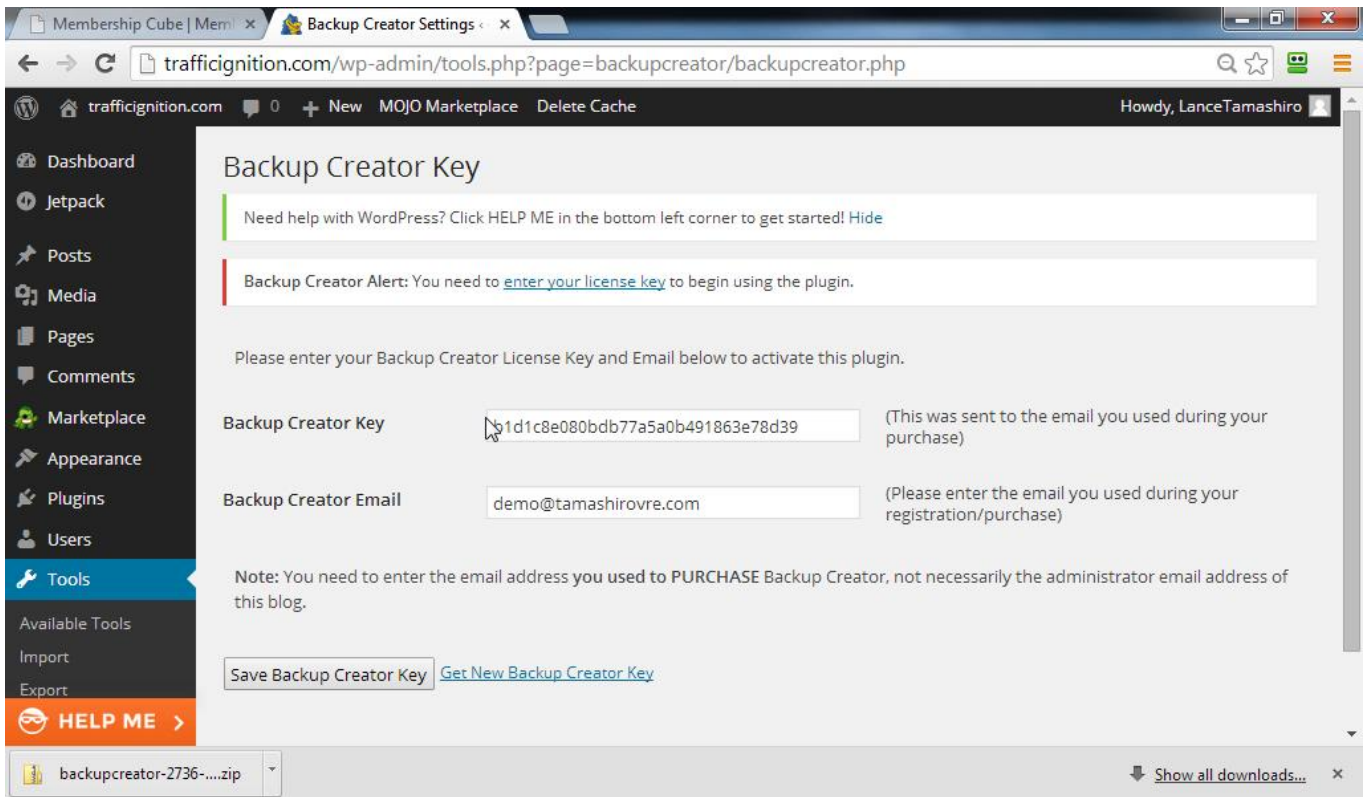 Membership Cube | Mem
Backup Creator Settings
trafficignition.com/wp-admin/tools.php?page=backupcreator/backupcreator.php
trafficignition.com 0 + New MOJO Marketplace Delete Cache Howdy, LanceTamashiro
Dashboard
Jetpack
Posts
Media
Pages
Comments
Marketplace
Appearance
Plugins
Users
Tools
Available Tools
Import
Export
HELP ME >
Backup Creator Key
Need help with WordPress? Click HELP ME in the bottom left corner to get started! Hide
Backup Creator Alert: You need to enter your license key to begin using the plugin.
Please enter your Backup Creator License Key and Email below to activate this plugin.
Backup Creator Key b1d1c8e080bdb77a5a0b491863e78d39 (This was sent to the email you used during your
purchase)
Backup Creator Email demo@tamashirovre.com (Please enter the email you used during your
registration/purchase)
Note: You need to enter the email address you used to PURCHASE Backup Creator, not necessarily the administrator email address of
this blog.
Save Backup Creator Key Get New Backup Creator Key
backupcreator-2736-....zip Show all downloads...